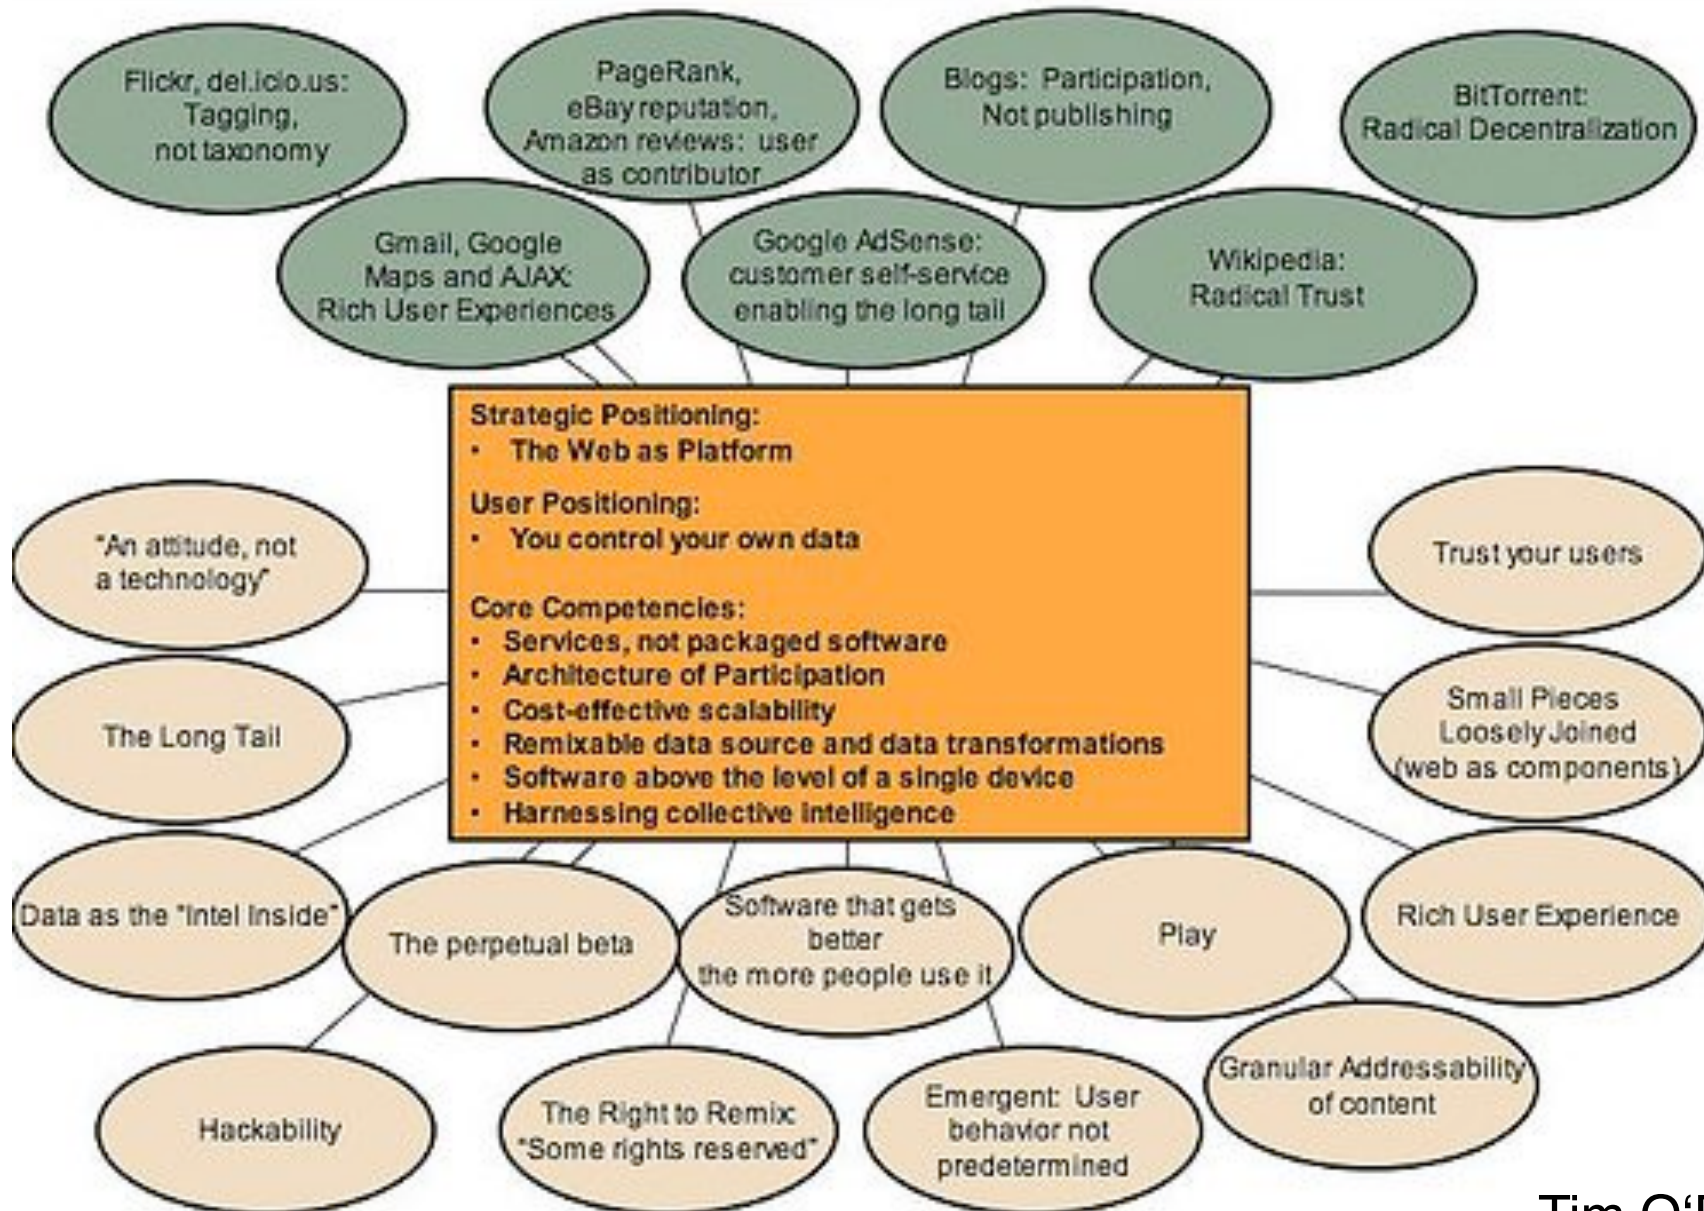 Flickr, del.icio.us:
Tagging,
not taxonomy
PageRank,
eBay reputation,
Amazon reviews: user
as contributor
Blogs: Participation,
Not publishing
BitTorrent:
Radical Decentralization
Gmail, Google
Maps and AJAX:
Rich User Experiences
Google AdSense:
customer self-service
enabling the long tail
Wikipedia:
Radical Trust
Strategic Positioning:
• The Web as Platform
User Positioning:
• You control your own data
Core Competencies:
• Services, not packaged software
• Architecture of Participation
• Cost-effective scalability
• Remixable data source and data transformations
• Software above the level of a single device
• Harnessing collective intelligence
"An attitude, not
a technology"
The Long Tail
Data as the "Intel Inside"
Trust your users
Small Pieces
Loosely Joined
(web as components)
Rich User Experience
The perpetual beta
Software that gets
better
the more people use it
Play
Hackability
The Right to Remix:
"Some rights reserved"
Emergent: User
behavior not
predetermined
Granular Addressability
of content
Tim